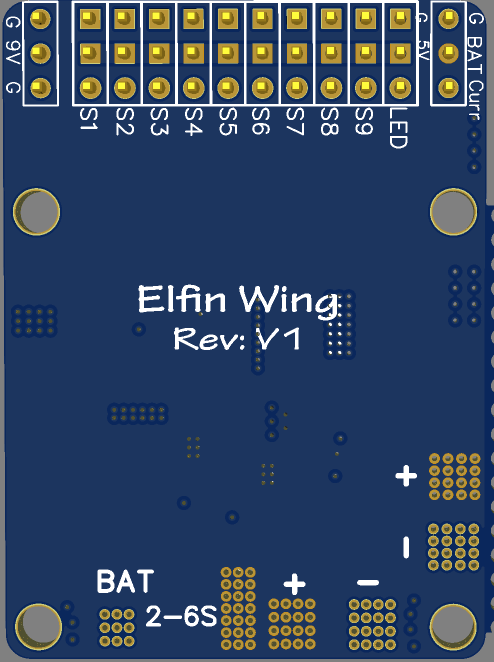 G 9V G
S1 S2 S3 S4 S5 S6 S7 S8 S9 LED
G 5V
G BAT Curr
Elfin Wing
Rev: V1
+
-
BAT
2-6S
+ -